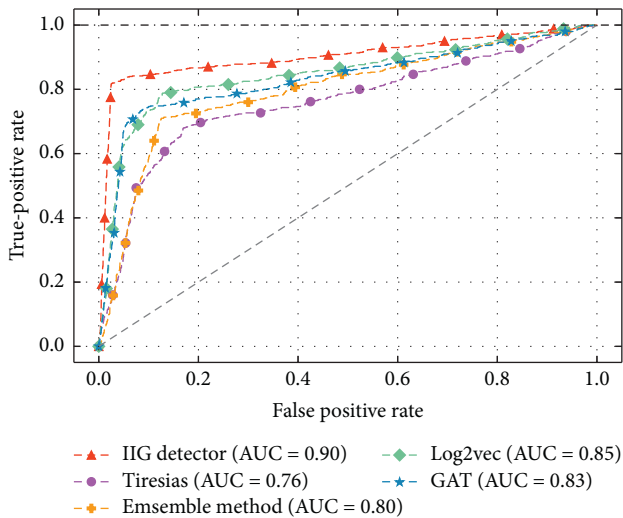 1.0
0.8
0.6
0.4
0.2
0.0
True-positive rate
0.0 0.2 0.4 0.6 0.8 1.0
False positive rate
IIG detector (AUC = 0.90)
Tiresias (AUC = 0.76)
Emsemble method (AUC = 0.80)
Log2vec (AUC = 0.85)
GAT (AUC = 0.83)